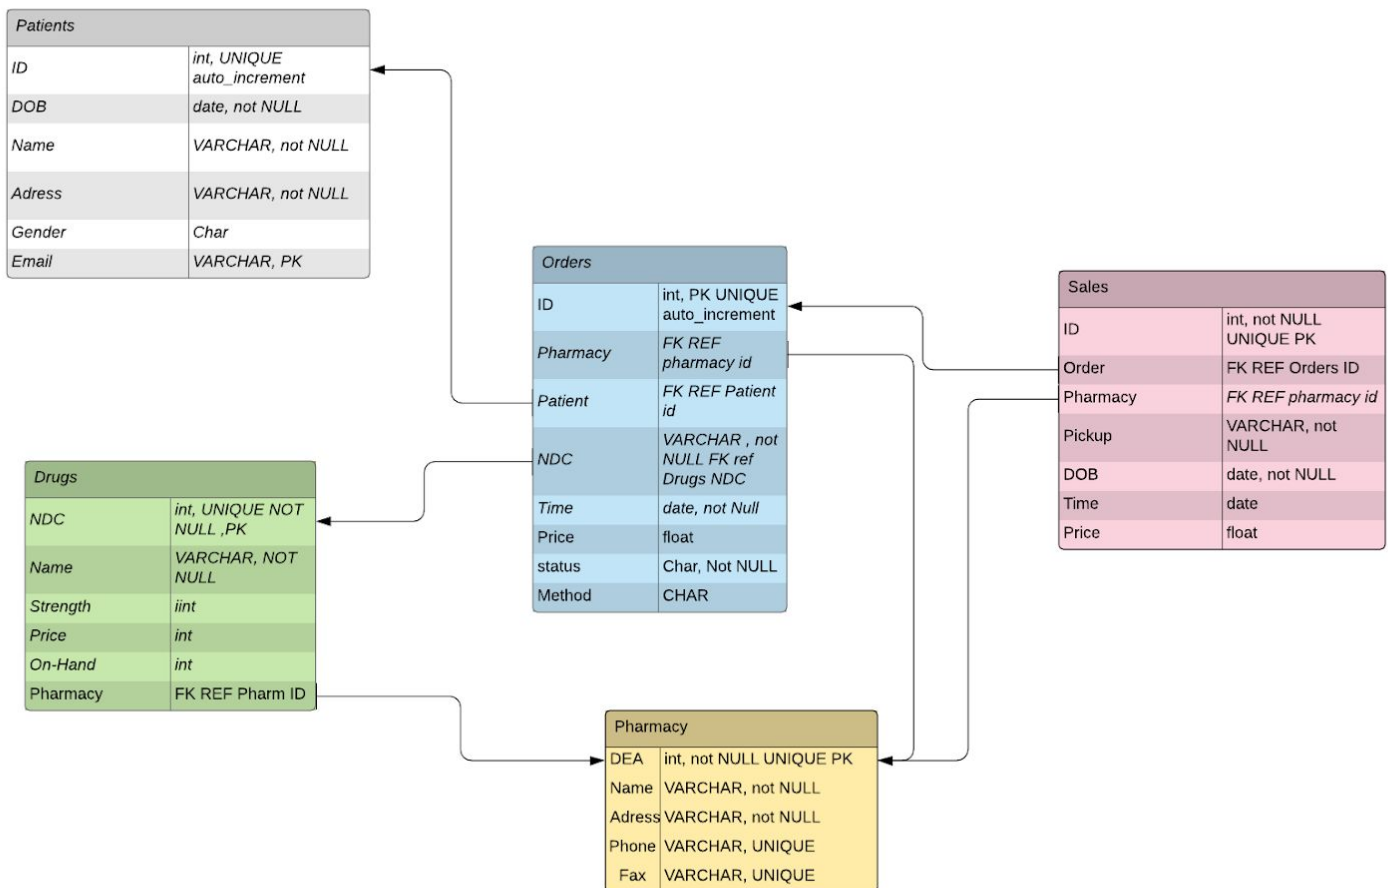 Patients
ID
int, UNIQUE
auto_increment
DOB
date, not NULL
Name
VARCHAR, not NULL
Adress
VARCHAR, not NULL
Gender
Char
Email
VARCHAR, PK
Orders
ID
int, PK UNIQUE
auto_increment
Pharmacy
FK REF
pharmacy id
Patient
FK REF Patient
id
NDC
VARCHAR , not
NULL FK ref
Drugs NDC
Time
date, not Null
Price
float
status
Char, Not NULL
Method
CHAR
Sales
ID
int, not NULL
UNIQUE PK
Order
FK REF Orders ID
Pharmacy
FK REF pharmacy id
Pickup
VARCHAR, not
NULL
DOB
date, not NULL
Time
date
Price
float
Drugs
NDC
int, UNIQUE NOT
NULL ,PK
Name
VARCHAR, NOT
NULL
Strength
iint
Price
int
On-Hand
int
Pharmacy
FK REF Pharm ID
Pharmacy
DEA
int, not NULL UNIQUE PK
Name
VARCHAR, not NULL
Adress
VARCHAR, not NULL
Phone
VARCHAR, UNIQUE
Fax
VARCHAR, UNIQUE